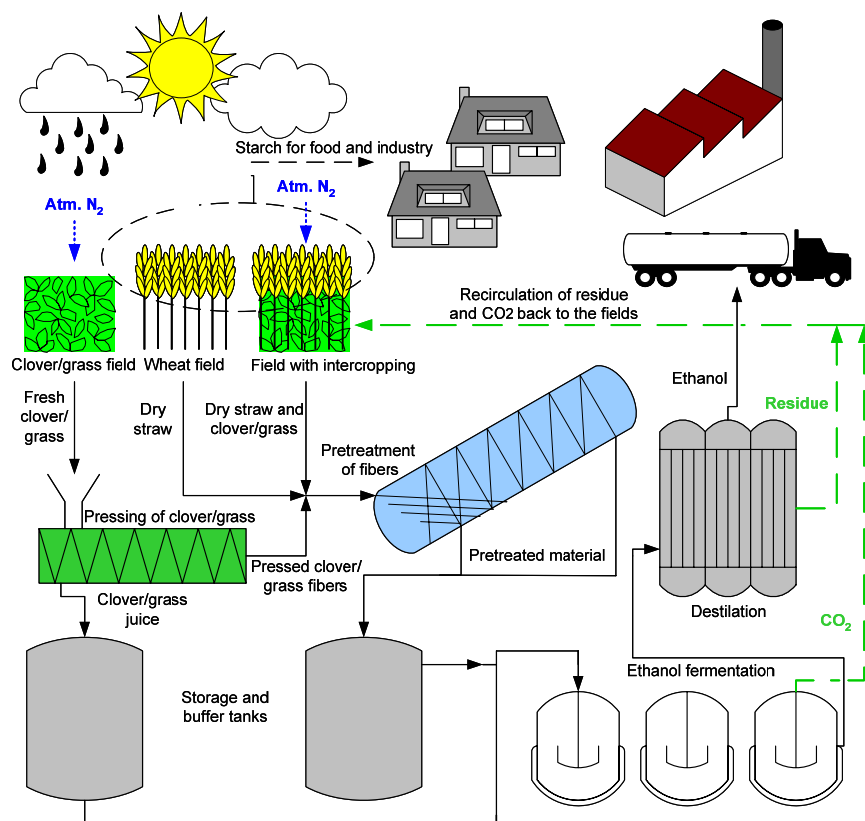 Starch for food and industry
Atm. N2
Atm. N2
Recirculation of residue
and CO2 back to the fields
Clover/grass field
Wheat field
Field with intercropping
Fresh
clover/
grass
Dry
straw
Dry straw and
clover/grass
Pretreatment
of fibers
Ethanol
Residue
Pressing of clover/grass
Pressed clover/
grass fibers
Pretreated material
Clover/grass
juice
Destilation
CO2
Storage and
buffer tanks
Ethanol fermentation